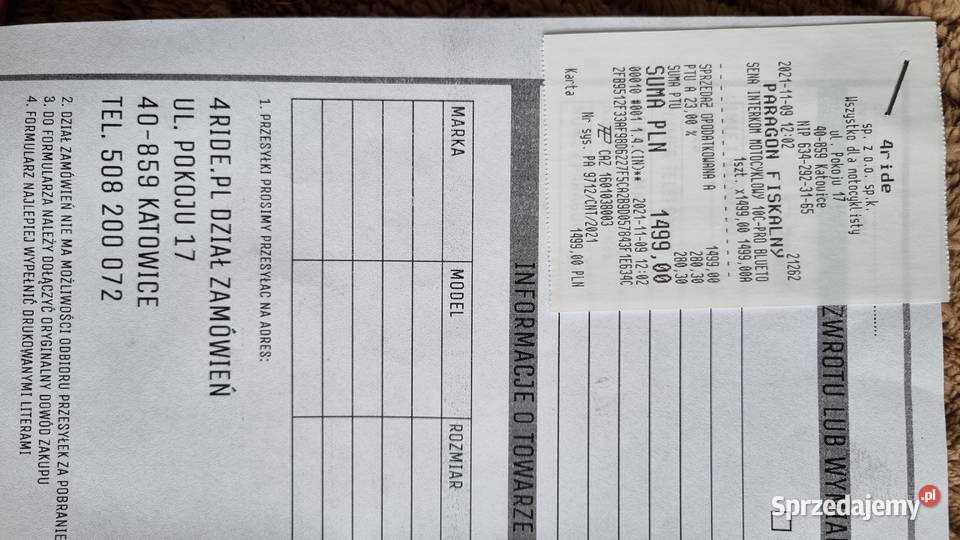 4ride
sp. z o.o. sp.k.
Wszystko dla motocyklisty
ul. Pokoju 17
40-859 Katowice
NIP 634-292-31-65
2021-11-09 12:02 21262
PARAGON FISKALNY
SENA INTERKOM MOTOCYKLOWY 10C-PRO BLUETO
1szt. x1499,00 1499,00A
SPRZEDAŻ OPODATKOWANA A 1499,00
PTU A 23,00 % 280,30
SUMA PTU 280,30
SUMA PLN 1499,00
00010 #001 1.4.(CIN)** 2021-11-09 12:02
2FB9512F33AF98D6227F5CA2B9D057843F1E634C
CAZ 1601038003
Nr sys. PA 9712/CNT/2021
Karta 1499,00 PLN
ZWROTU LUB WYMIA
INFORMACJE O TOWARZE
MARKA MODEL ROZMIAR
1. PRZESYŁKI PROSIMY PRZESYŁAĆ NA ADRES:
4RIDE.PL DZIAŁ ZAMÓWIEŃ
UL. POKOJU 17
40-859 KATOWICE
TEL. 508 200 072
2. DZIAŁ ZAMÓWIEŃ NIE MA MOŻLIWOŚCI ODBIORU PRZESYŁEK ZA POBRANIE
3. DO FORMULARZA NALEŻY DOŁĄCZYĆ ORYGINALNY DOWÓD ZAKUPU
4. FORMULARZ NAJLEPIEJ WYPEŁNIĆ DRUKOWANYMI LITERAMI
Sprzedajemy.pl